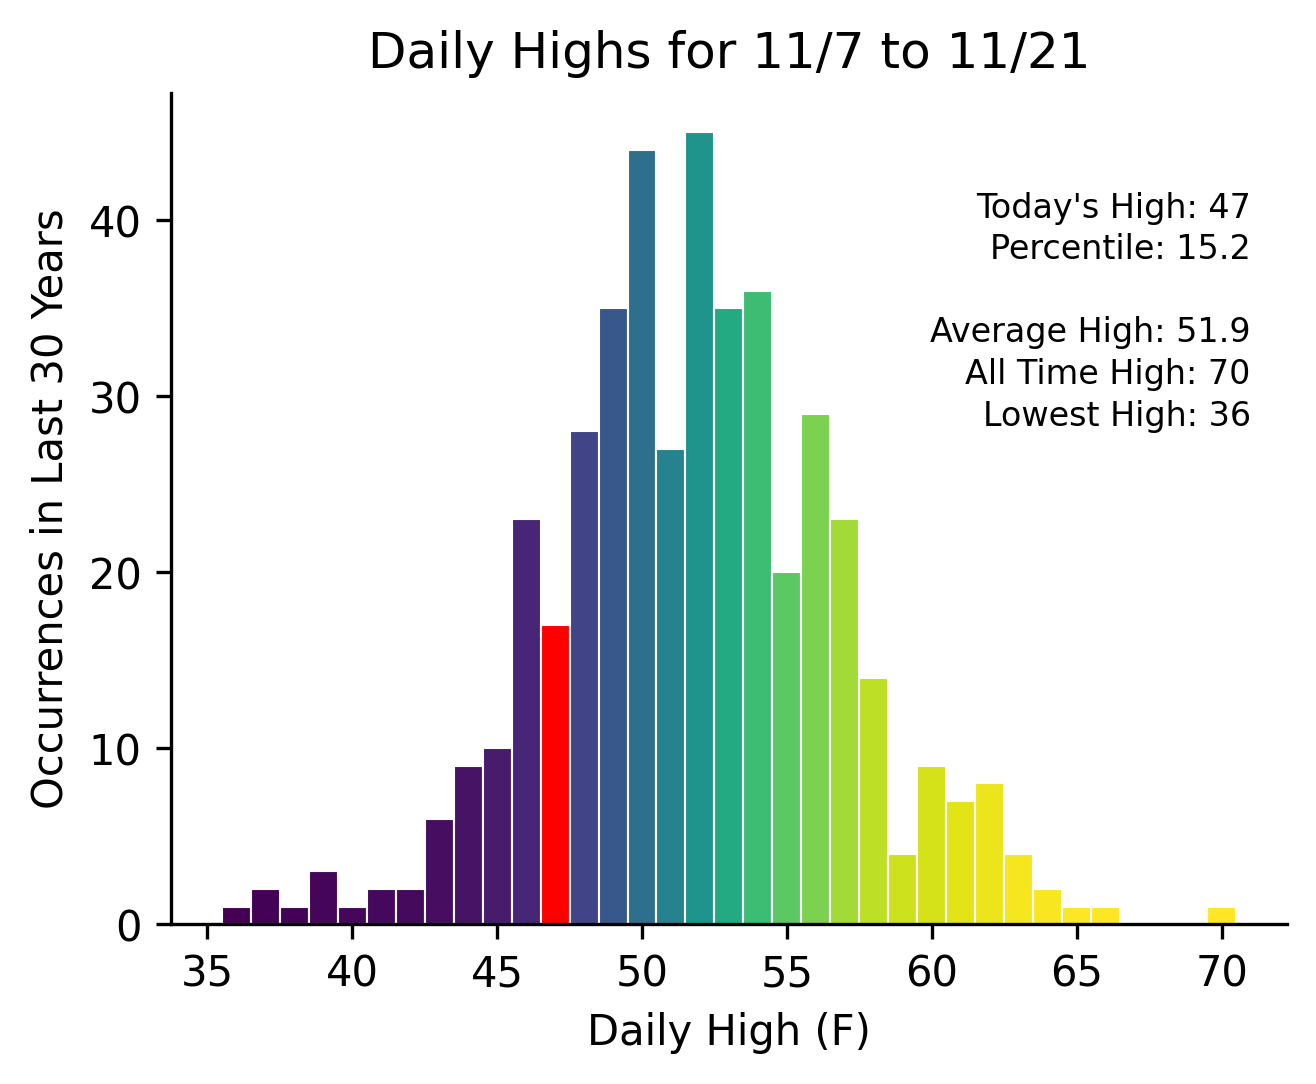 Daily Highs for 11/7 to 11/21
Occurrences in Last 30 Years
40
30
20
10
0
Today's High: 47
Percentile: 15.2
Average High: 51.9
All Time High: 70
Lowest High: 36
35 40 45 50 55 60 65 70
Daily High (F)